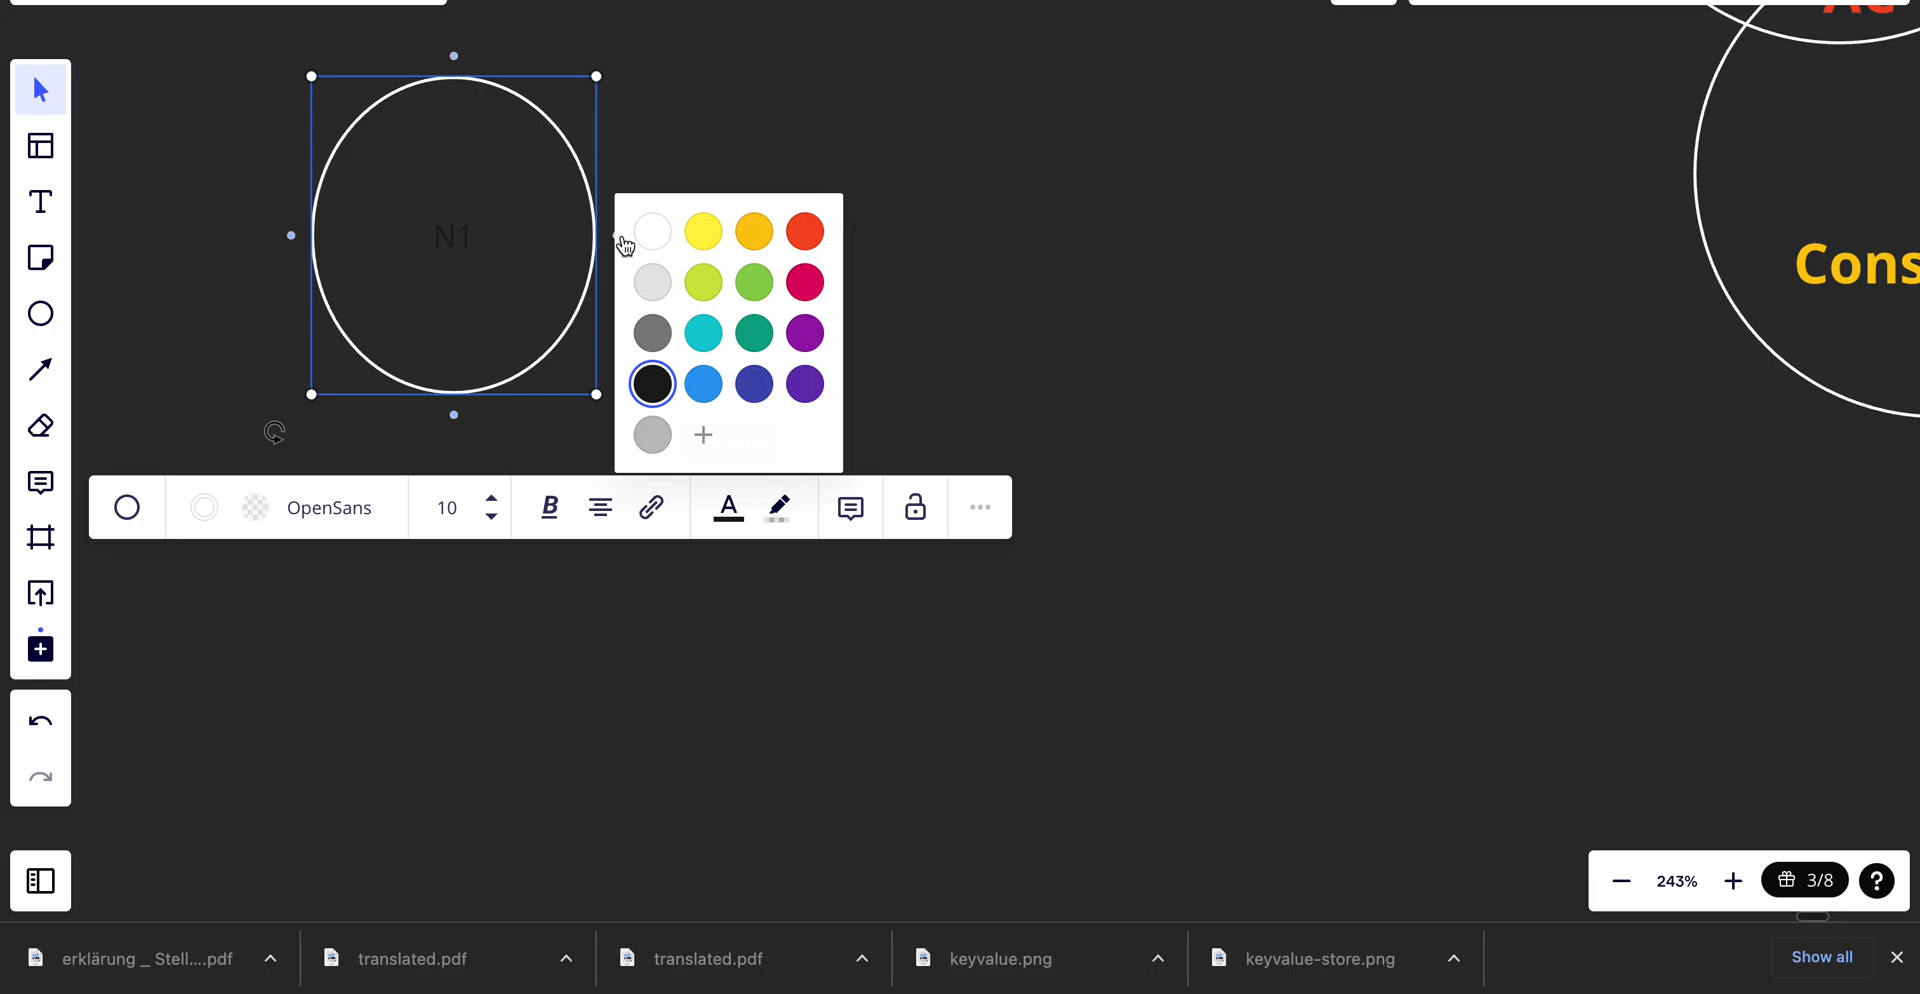 AC
N1
Cons
OpenSans
10
B
A
243%
3/8
?
erklärung _ Stell....pdf
translated.pdf
translated.pdf
keyvalue.png
keyvalue-store.png
Show all